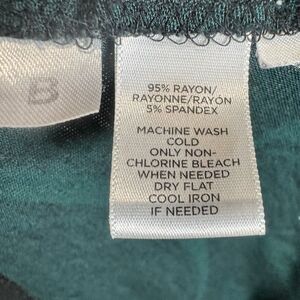 B
95% RAYON/
RAYONNE/RAYÓN
5% SPANDEX
MACHINE WASH
COLD
ONLY NON-
CHLORINE BLEACH
WHEN NEEDED
DRY FLAT
COOL IRON
IF NEEDED